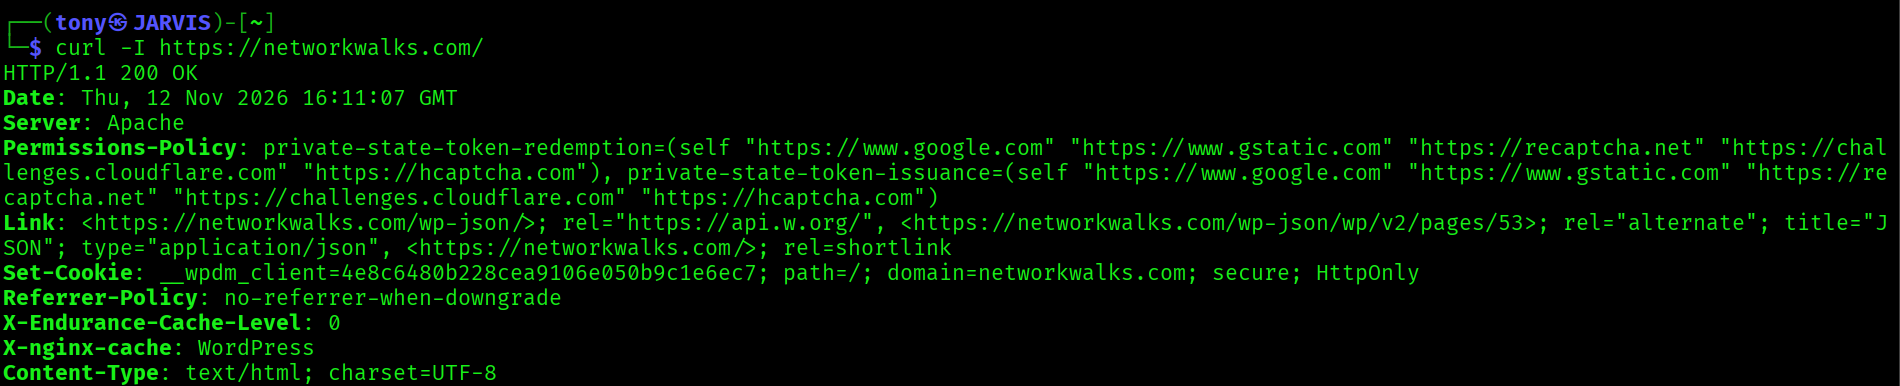 ┌──(tony㉿JARVIS)-[~]
└─$ curl -I https://networkwalks.com/
HTTP/1.1 200 OK
Date: Thu, 12 Nov 2026 16:11:07 GMT
Server: Apache
Permissions-Policy: private-state-token-redemption=(self "https://www.google.com" "https://www.gstatic.com" "https://recaptcha.net" "https://chal
lenges.cloudflare.com" "https://hcaptcha.com"), private-state-token-issuance=(self "https://www.google.com" "https://www.gstatic.com" "https://re
captcha.net" "https://challenges.cloudflare.com" "https://hcaptcha.com")
Link: <https://networkwalks.com/wp-json/>; rel="https://api.w.org/", <https://networkwalks.com/wp-json/wp/v2/pages/53>; rel="alternate"; title="J
SON"; type="application/json", <https://networkwalks.com/>; rel=shortlink
Set-Cookie: __wpdm_client=4e8c6480b228cea9106e050b9c1e6ec7; path=/; domain=networkwalks.com; secure; HttpOnly
Referrer-Policy: no-referrer-when-downgrade
X-Endurance-Cache-Level: 0
X-nginx-cache: WordPress
Content-Type: text/html; charset=UTF-8